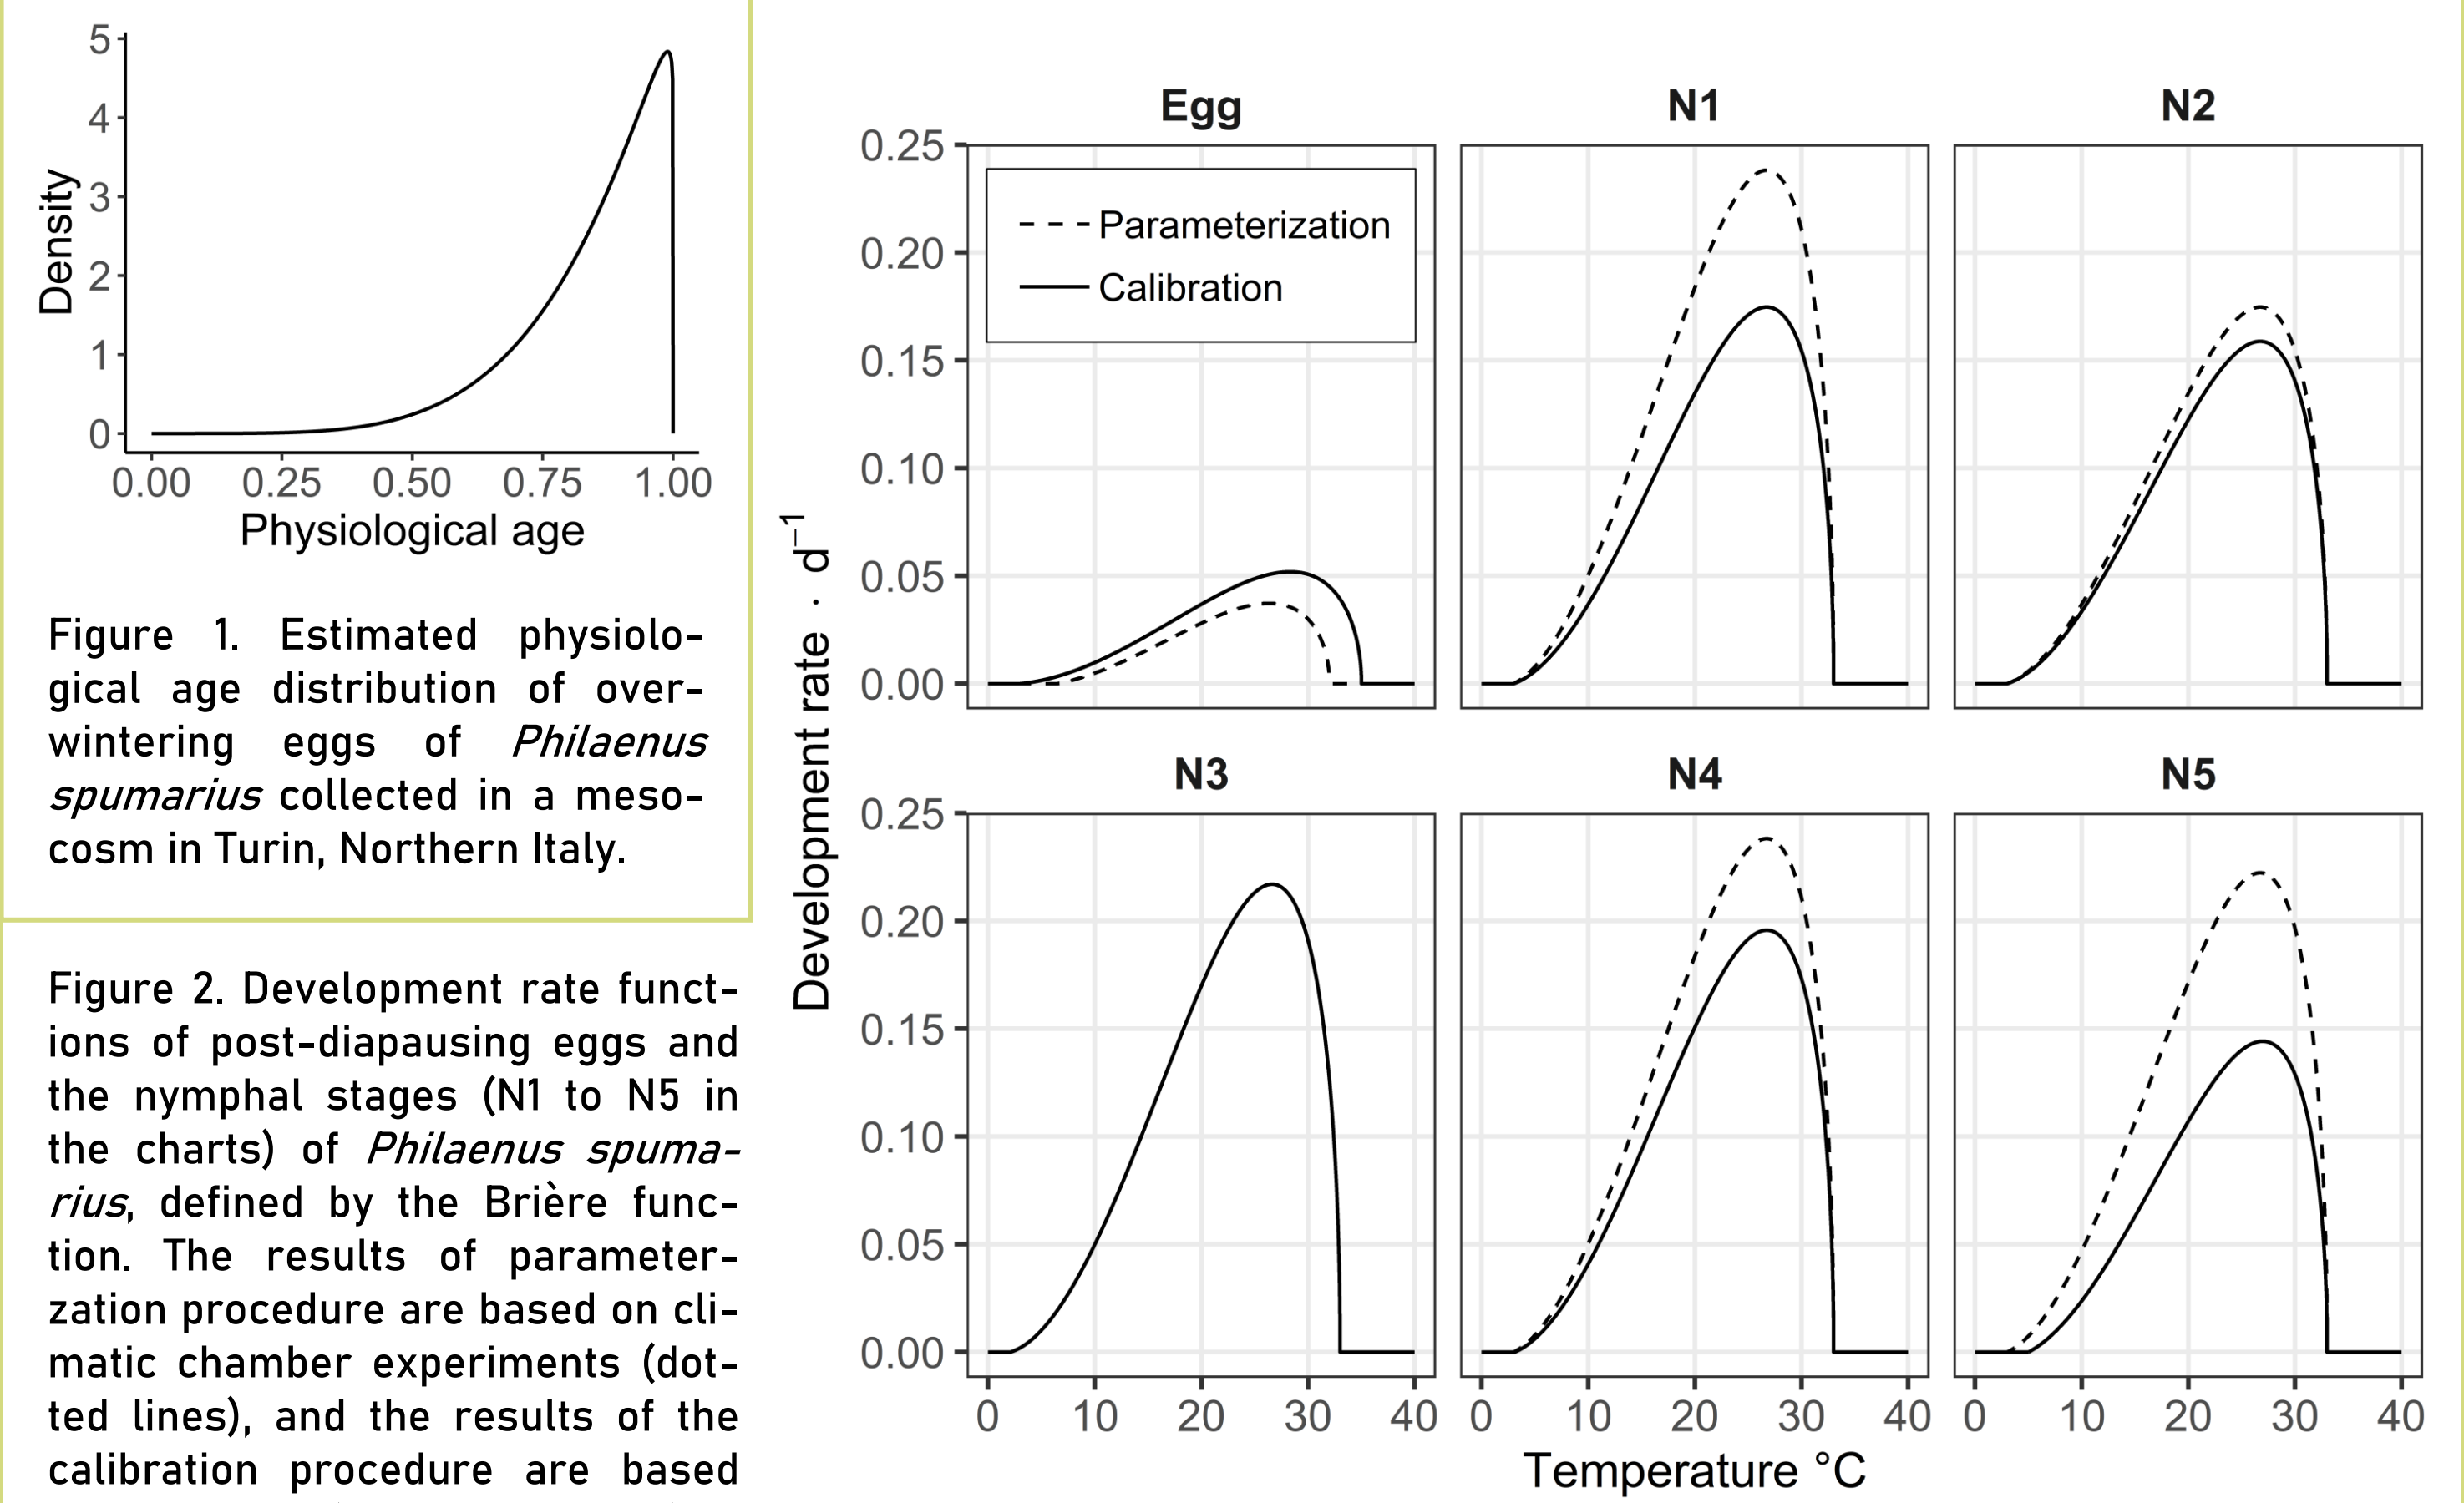 5
4
3
2
1
0
Density
0.00 0.25 0.50 0.75 1.00
Physiological age
Figure 1. Estimated physiolo-
gical age distribution of over-
wintering eggs of Philaenus
spumarius collected in a meso-
cosm in Turin, Northern Italy.
Figure 2. Development rate funct-
ions of post-diapausing eggs and
the nymphal stages (N1 to N5 in
the charts) of Philaenus spuma-
rius, defined by the Brière func-
tion. The results of parameter-
zation procedure are based on cli-
matic chamber experiments (dot-
ted lines), and the results of the
calibration procedure are based
Development rate · d⁻¹
Egg N1 N2
0.25
0.20
0.15
0.10
0.05
0.00
Parameterization
Calibration
N3 N4 N5
0.25
0.20
0.15
0.10
0.05
0.00
0 10 20 30 40 0 10 20 30 40 0 10 20 30 40
Temperature °C